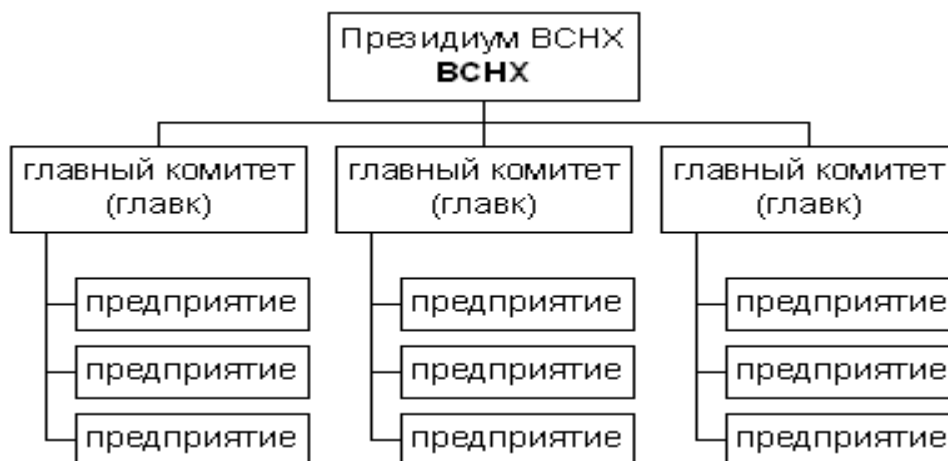 Президиум ВСНХ
ВСНХ
главный комитет
(главк)
главный комитет
(главк)
главный комитет
(главк)
предприятие
предприятие
предприятие
предприятие
предприятие
предприятие
предприятие
предприятие
предприятие